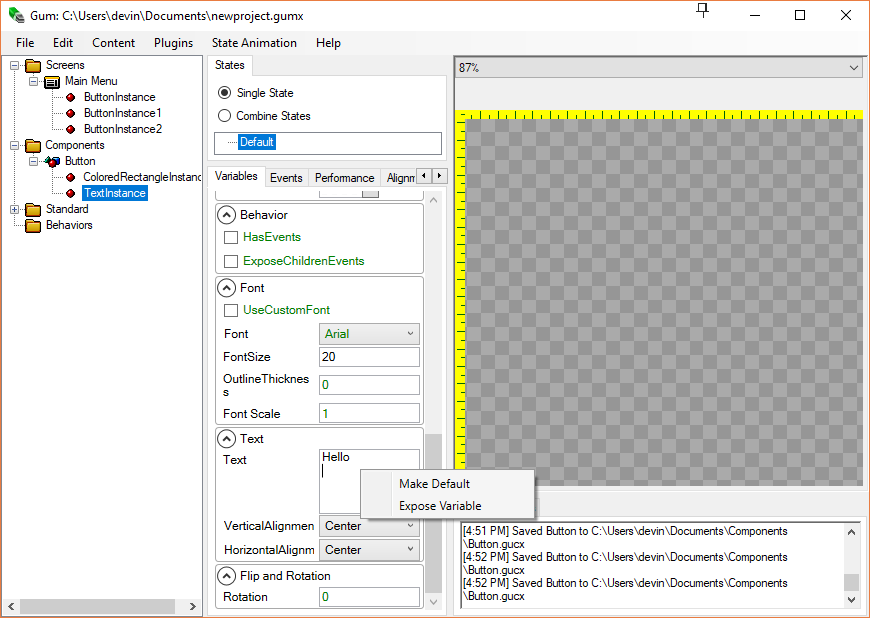 Gum: C:\Users\devin\Documents\newproject.gumx
File Edit Content Plugins State Animation Help
Screens
Main Menu
ButtonInstance
ButtonInstance1
ButtonInstance2
Components
Button
ColoredRectangleInstanc
TextInstance
Standard
Behaviors
States
Single State
Combine States
Default
Variables Events Performance Alignm
Behavior
HasEvents
ExposeChildrenEvents
Font
UseCustomFont
Font Arial
FontSize 20
OutlineThicknes
s 0
Font Scale 1
Text
Text Hello
Make Default
Expose Variable
VerticalAlignmen Center
HorizontalAlignm Center
Flip and Rotation
Rotation 0
87%
[4:51 PM] Saved Button to C:\Users\devin\Documents\Components
\Button.gucx
[4:52 PM] Saved Button to C:\Users\devin\Documents\Components
\Button.gucx
[4:52 PM] Saved Button to C:\Users\devin\Documents\Components
\Button.gucx